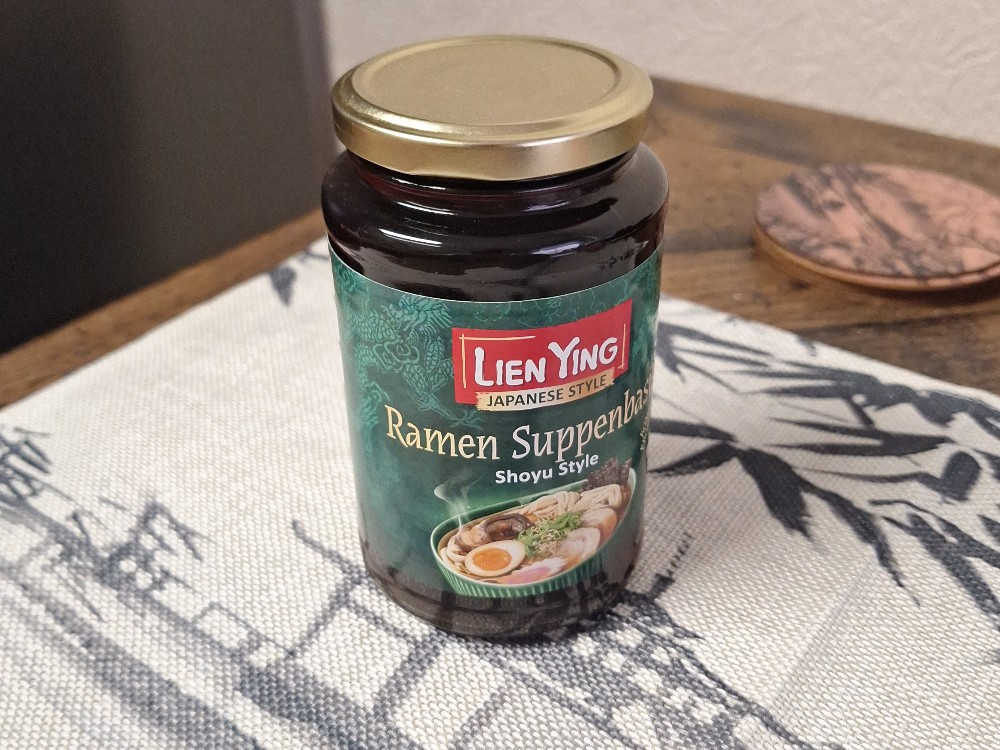 LIEN YING
JAPANESE STYLE
Ramen Suppenbas
Shoyu Style